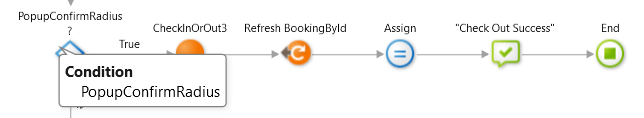 PopupConfirmRadius
?
True
CheckInOrOut3
Refresh BookingById
Assign
"Check Out Success"
End
Condition
PopupConfirmRadius